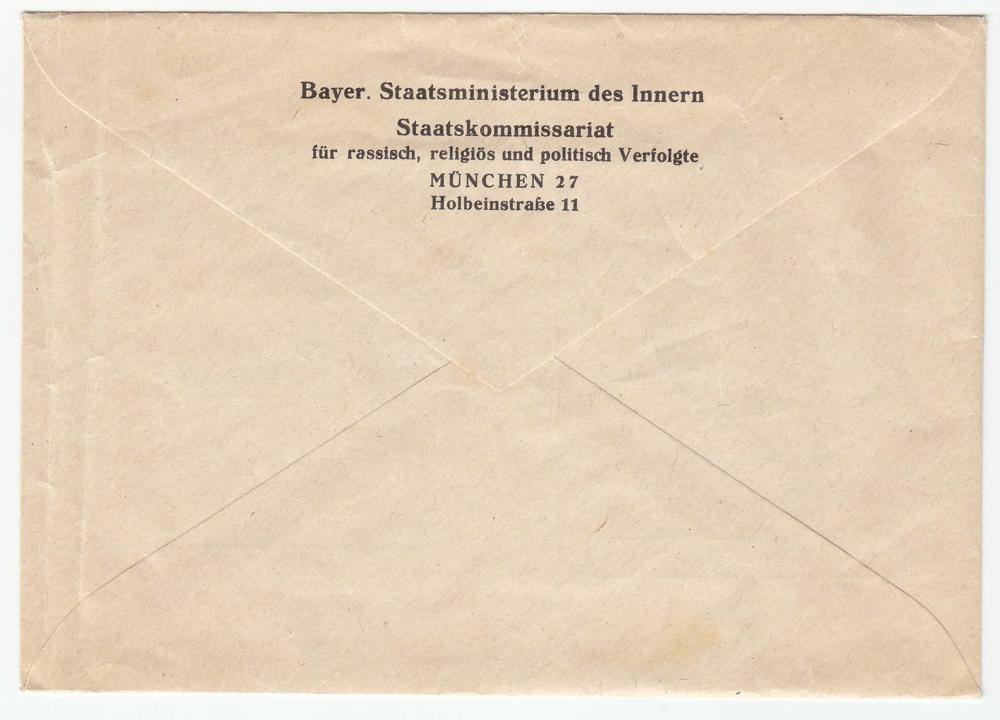 Bayer. Staatsministerium des Innern
Staatskommissariat
für rassisch, religiös und politisch Verfolgte
MÜNCHEN 27
Holbeinstraße 11